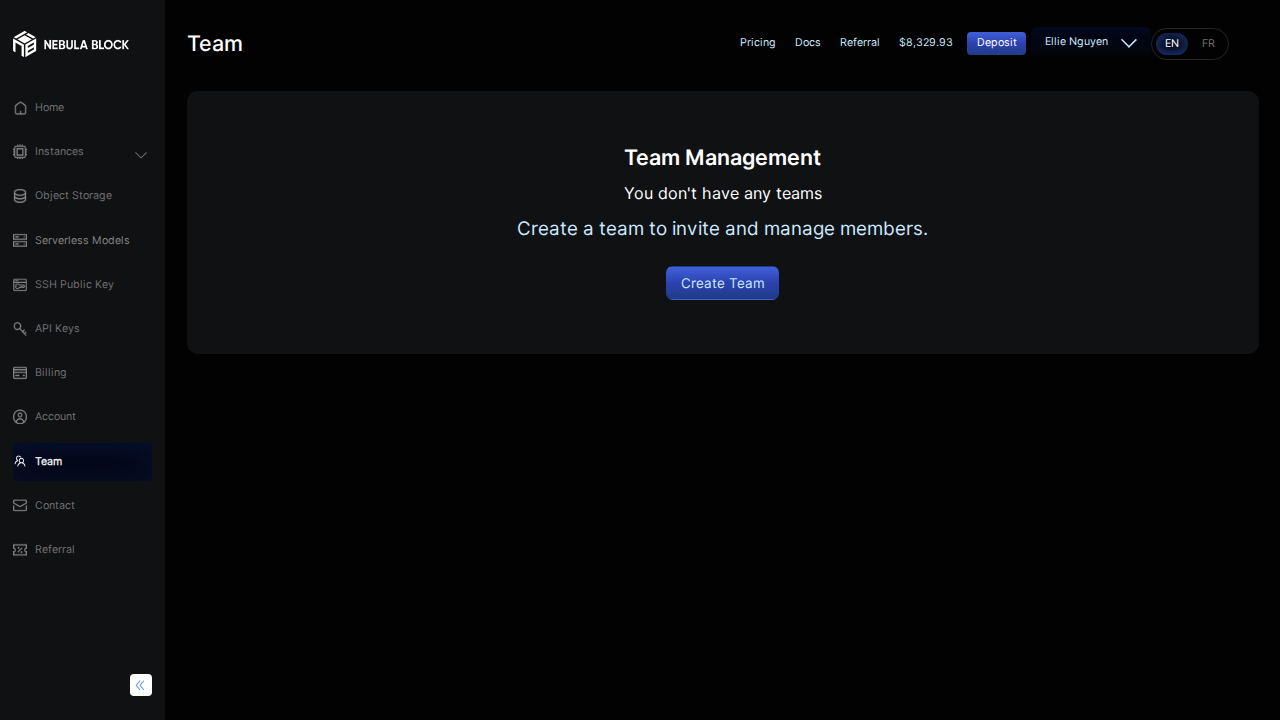 NEBULA BLOCK
Home
Instances
Object Storage
Serverless Models
SSH Public Key
API Keys
Billing
Account
Team
Contact
Referral
Team
Pricing Docs Referral $8,329.93 Deposit Ellie Nguyen EN FR
Team Management
You don't have any teams
Create a team to invite and manage members.
Create Team